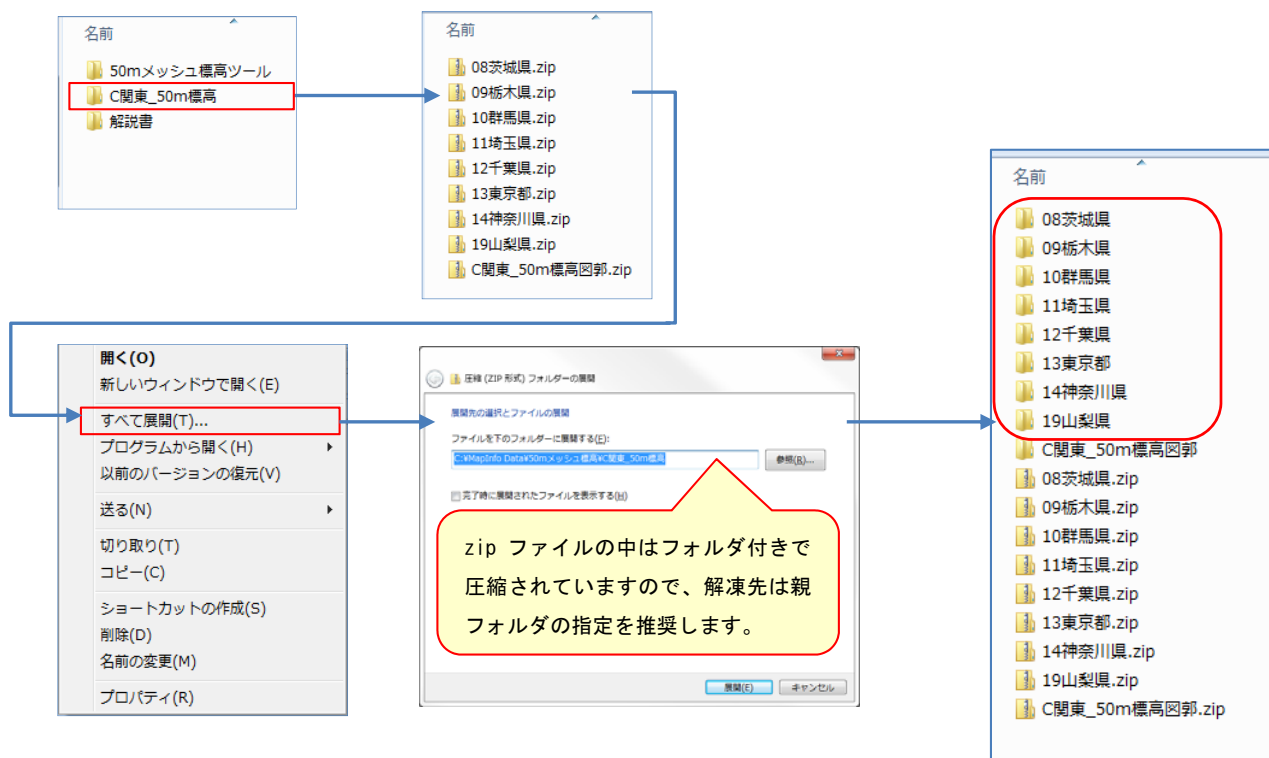 名前
50mメッシュ標高ツール
C関東_50m標高
解説書
名前
08茨城県.zip
09栃木県.zip
10群馬県.zip
11埼玉県.zip
12千葉県.zip
13東京都.zip
14神奈川県.zip
19山梨県.zip
C関東_50m標高図郭.zip
開く(O)
新しいウィンドウで開く(E)
すべて展開(T)...
プログラムから開く(H)
以前のバージョンの復元(V)
送る(N)
切り取り(T)
コピー(C)
ショートカットの作成(S)
削除(D)
名前の変更(M)
プロパティ(R)
圧縮 (ZIP 形式) フォルダーの展開
展開先の選択とファイルの展開
ファイルを下のフォルダーに展開する(F):
C:¥MapInfo Data¥50mメッシュ標高¥C関東_50m標高
参照(R)...
完了時に展開されたファイルを表示する(H)
zip ファイルの中はフォルダ付きで
圧縮されていますので、解凍先は親
フォルダの指定を推奨します。
展開(E)
キャンセル
名前
08茨城県
09栃木県
10群馬県
11埼玉県
12千葉県
13東京都
14神奈川県
19山梨県
C関東_50m標高図郭
08茨城県.zip
09栃木県.zip
10群馬県.zip
11埼玉県.zip
12千葉県.zip
13東京都.zip
14神奈川県.zip
19山梨県.zip
C関東_50m標高図郭.zip